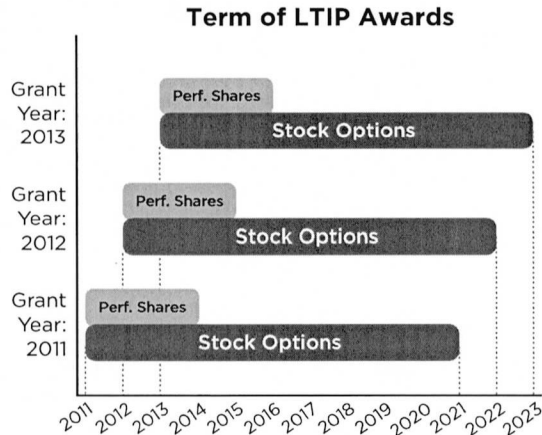 Term of LTIP Awards
Grant
Year:
2013
Perf. Shares
Stock Options
Grant
Year:
2012
Perf. Shares
Stock Options
Grant
Year:
2011
Perf. Shares
Stock Options
2011 2012 2013 2014 2015 2016 2017 2018 2019 2020 2021 2022 2023